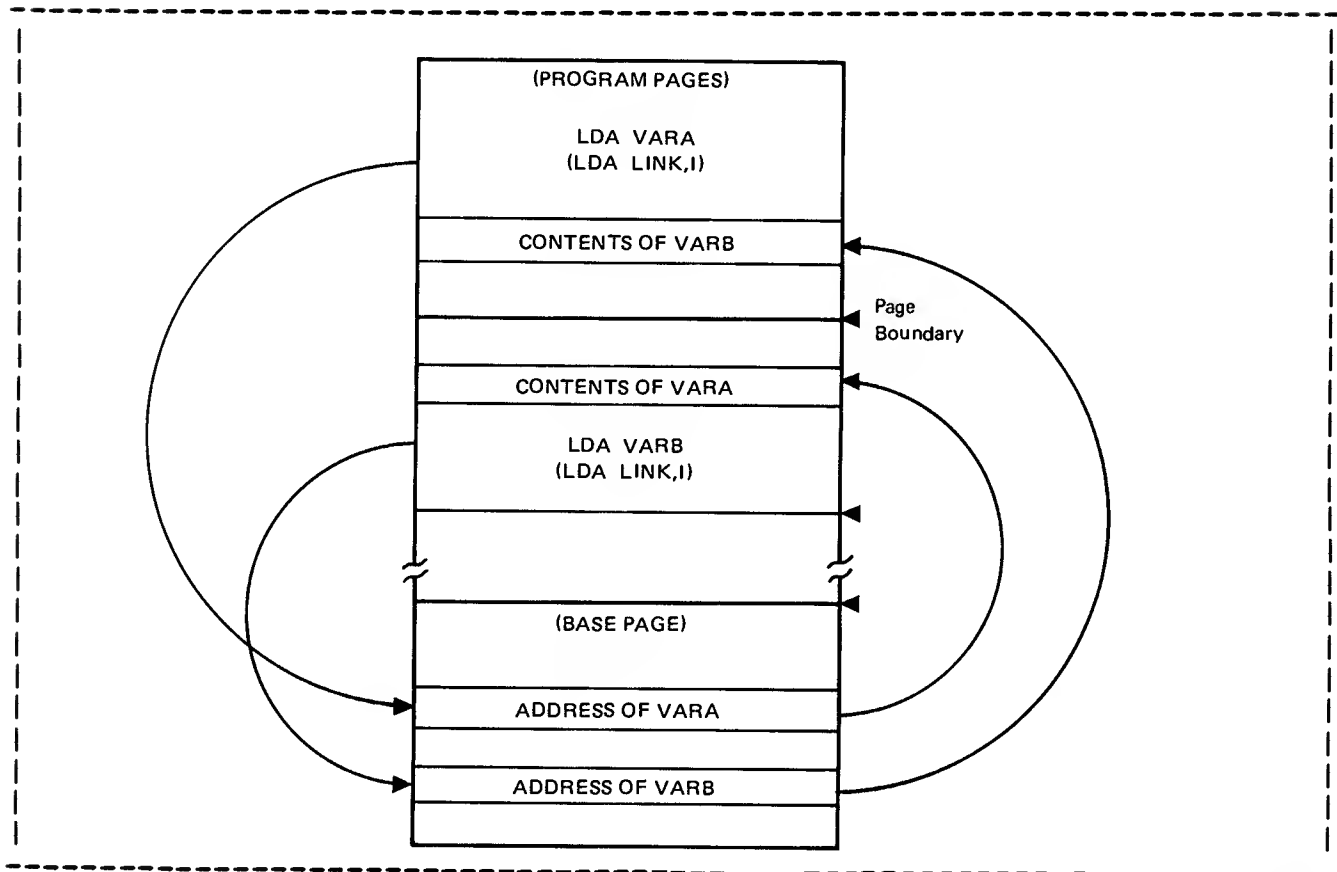 (PROGRAM PAGES)
LDA VARA
(LDA LINK,I)
CONTENTS OF VARB
Page
Boundary
CONTENTS OF VARA
LDA VARB
(LDA LINK,I)
(BASE PAGE)
ADDRESS OF VARA
ADDRESS OF VARB